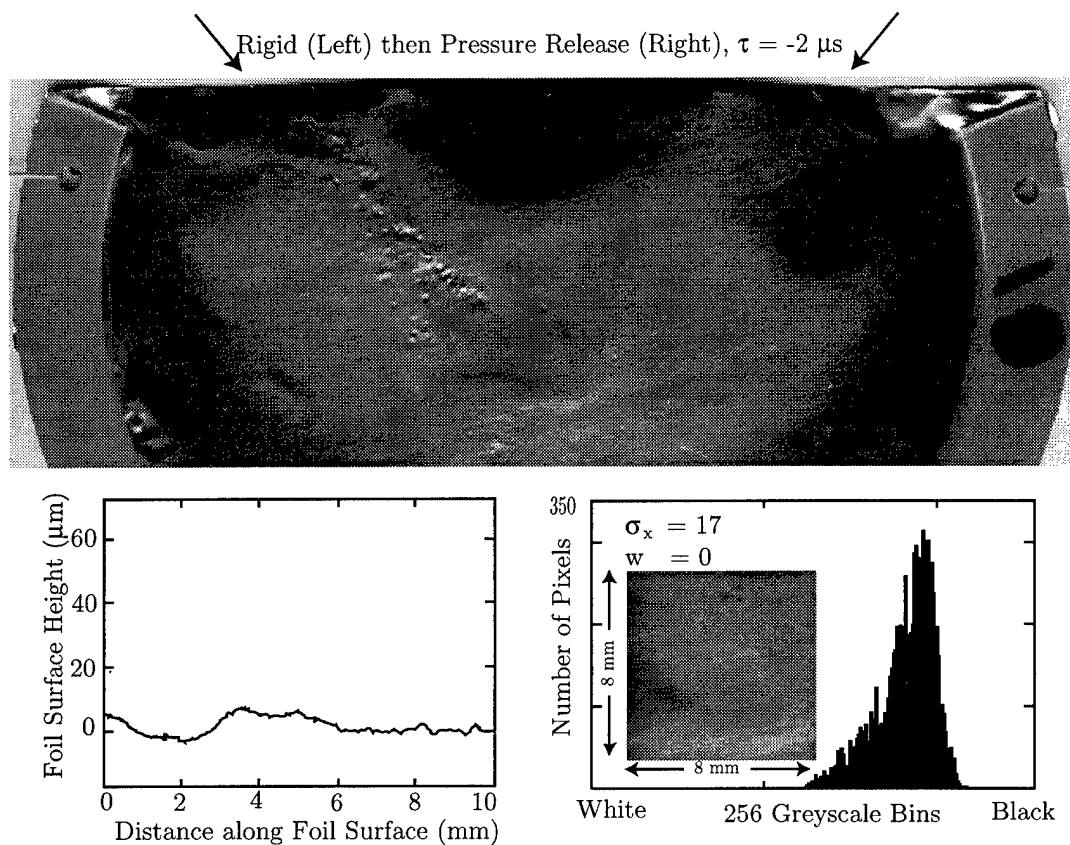 Rigid (Left) then Pressure Release (Right), τ = -2 μs
Foil Surface Height (μm)
60
40
20
0
0 2 4 6 8 10
Distance along Foil Surface (mm)
Number of Pixels
350
σx = 17
w = 0
8 mm
8 mm
White 256 Greyscale Bins Black